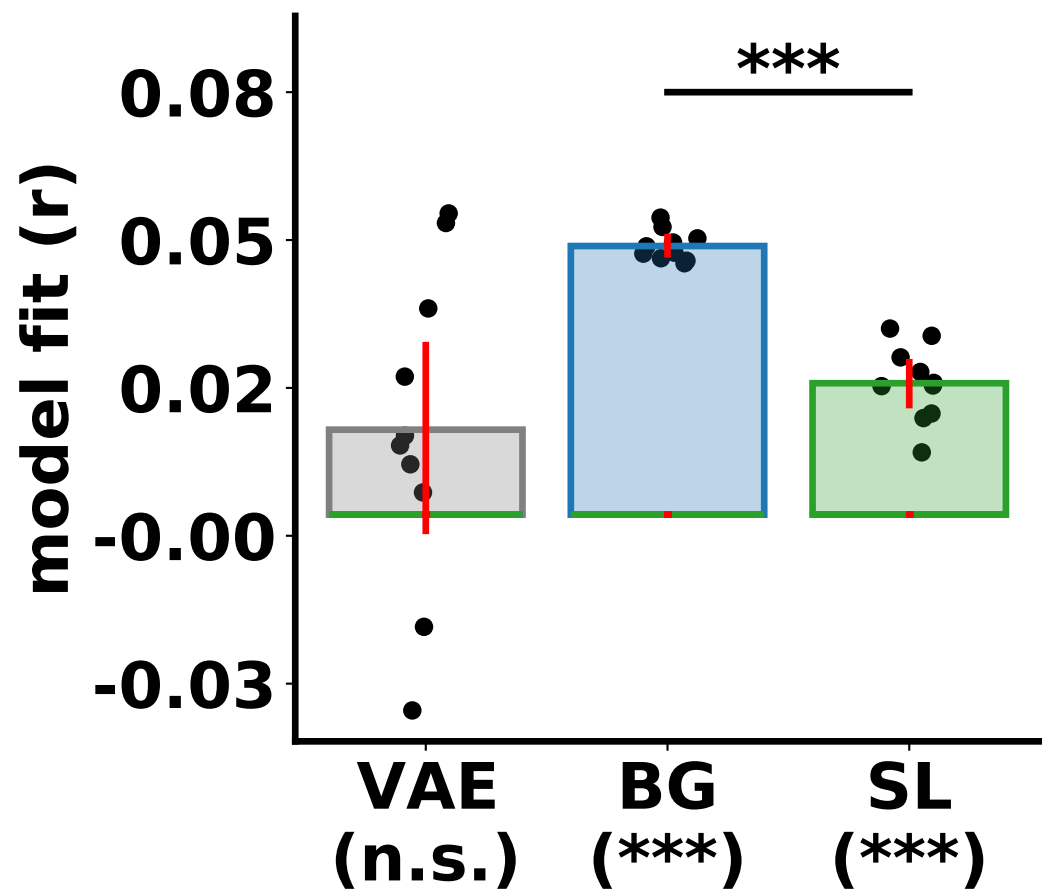 ***
0.08
0.05
0.02
-0.00
-0.03
model fit (r)
VAE
(n.s.)
BG
(***)
SL
(***)